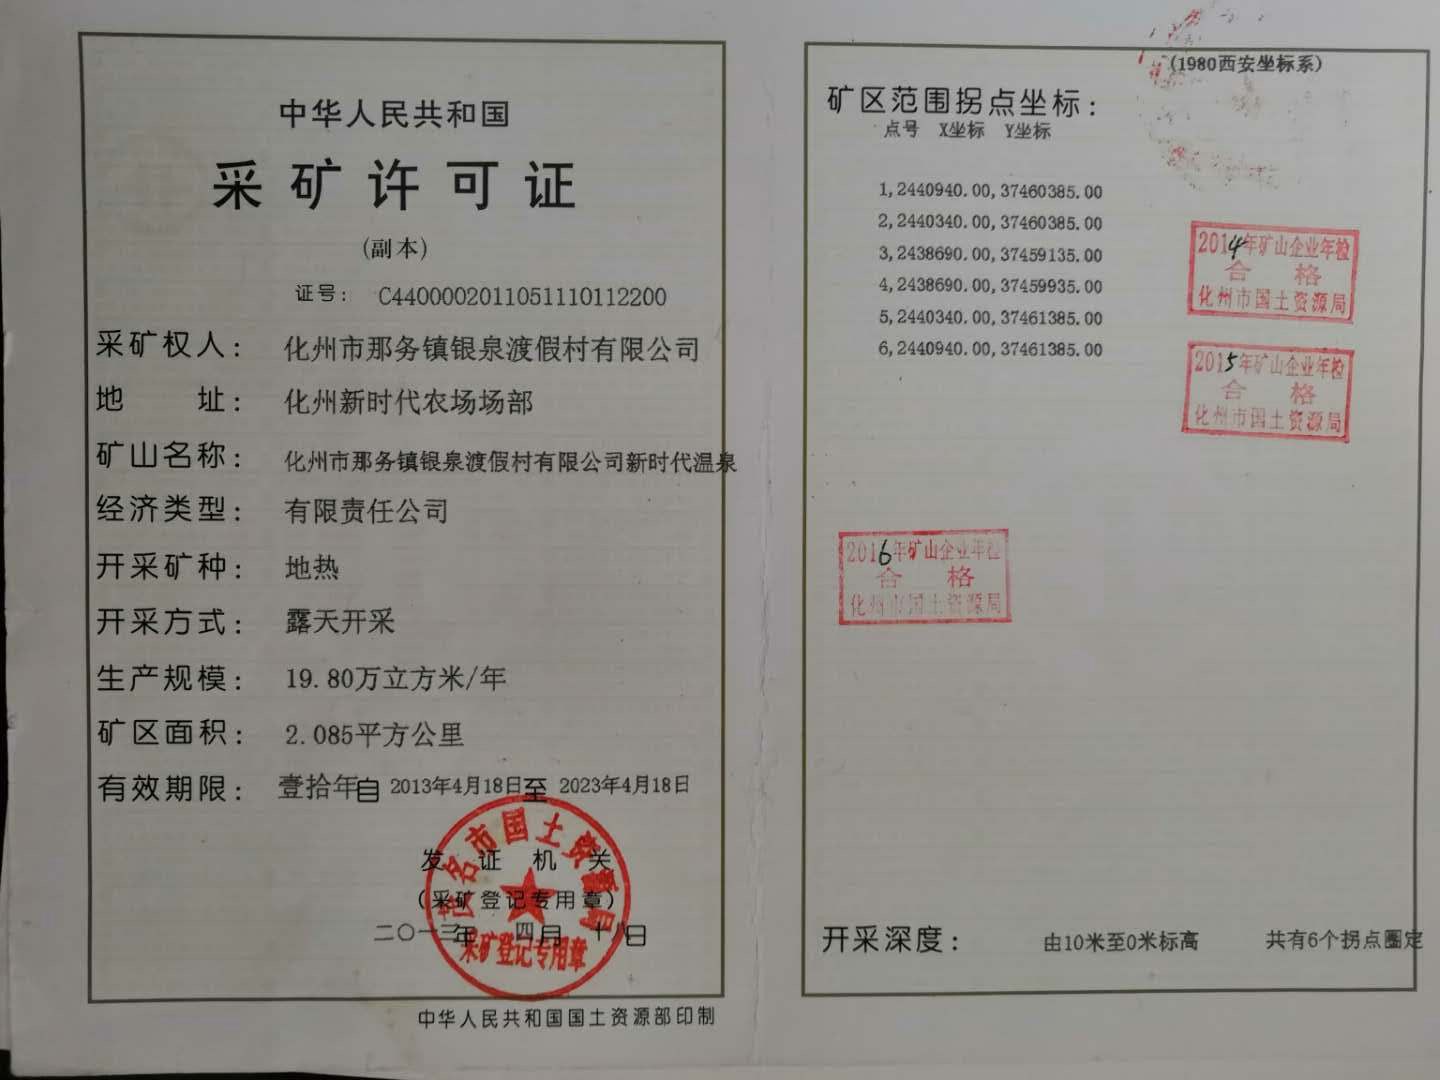 中华人民共和国
采矿许可证
(副本)
证号： C4400002011051110112200
采矿权人： 化州市那务镇银泉渡假村有限公司
地 址： 化州新时代农场场部
矿山名称： 化州市那务镇银泉渡假村有限公司新时代温泉
经济类型： 有限责任公司
开采矿种： 地热
开采方式： 露天开采
生产规模： 19.80万立方米/年
矿区面积： 2.085平方公里
有效期限： 壹拾年自 2013年4月18日至 2023年4月18日
发证机关
(采矿登记专用章)
二〇一三年 四月 十八日
茂名市国土资源局
采矿登记专用章
中华人民共和国国土资源部印制
(1980西安坐标系)
矿区范围拐点坐标：
点号 X坐标 Y坐标
1,2440940.00,37460385.00
2,2440340.00,37460385.00
3,2438690.00,37459135.00
4,2438690.00,37459935.00
5,2440340.00,37461385.00
6,2440940.00,37461385.00
2014年矿山企业年检
合 格
化州市国土资源局
2015年矿山企业年检
合 格
化州市国土资源局
2016年矿山企业年检
合 格
化州市国土资源局
开采深度： 由10米至0米标高 共有6个拐点圈定